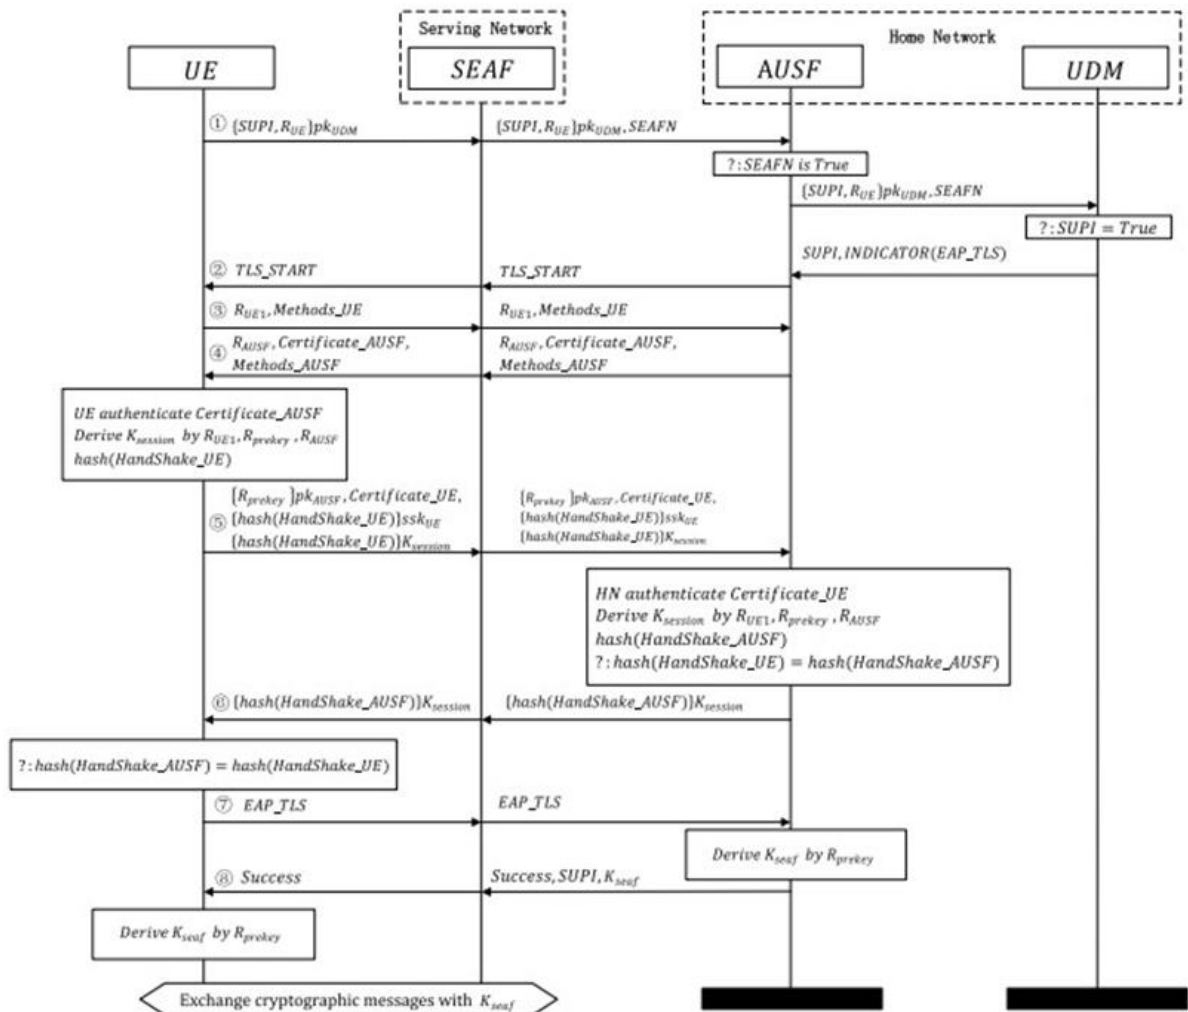 Serving Network
Home Network
UE
SEAF
AUSF
UDM
① {SUPI, R_UE}pk_UDM
{SUPI, R_UE}pk_UDM, SEAFN
?: SEAFN is True
{SUPI, R_UE}pk_UDM, SEAFN
?: SUPI = True
SUPI, INDICATOR(EAP_TLS)
② TLS_START
TLS_START
③ R_UE1, Methods_UE
R_UE1, Methods_UE
④ R_AUSF, Certificate_AUSF,
Methods_AUSF
R_AUSF, Certificate_AUSF,
Methods_AUSF
UE authenticate Certificate_AUSF
Derive K_session by R_UE1, R_prekey, R_AUSF
hash(HandShake_UE)
⑤ {R_prekey}pk_AUSF, Certificate_UE,
{hash(HandShake_UE)}ssk_UE
{hash(HandShake_UE)}K_session
{R_prekey}pk_AUSF, Certificate_UE,
{hash(HandShake_UE)}ssk_UE
{hash(HandShake_UE)}K_session
HN authenticate Certificate_UE
Derive K_session by R_UE1, R_prekey, R_AUSF
hash(HandShake_AUSF)
?: hash(HandShake_UE) = hash(HandShake_AUSF)
⑥ {hash(HandShake_AUSF)}K_session
{hash(HandShake_AUSF)}K_session
?: hash(HandShake_AUSF) = hash(HandShake_UE)
⑦ EAP_TLS
EAP_TLS
Derive K_seaf by R_prekey
⑧ Success
Success, SUPI, K_seaf
Derive K_seaf by R_prekey
Exchange cryptographic messages with K_seaf